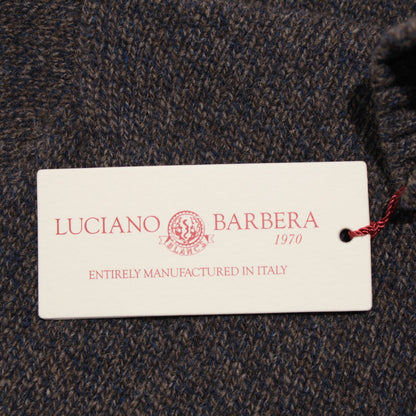 LUCIANO BARBERA
1970
ENTIRELY MANUFACTURED IN ITALY